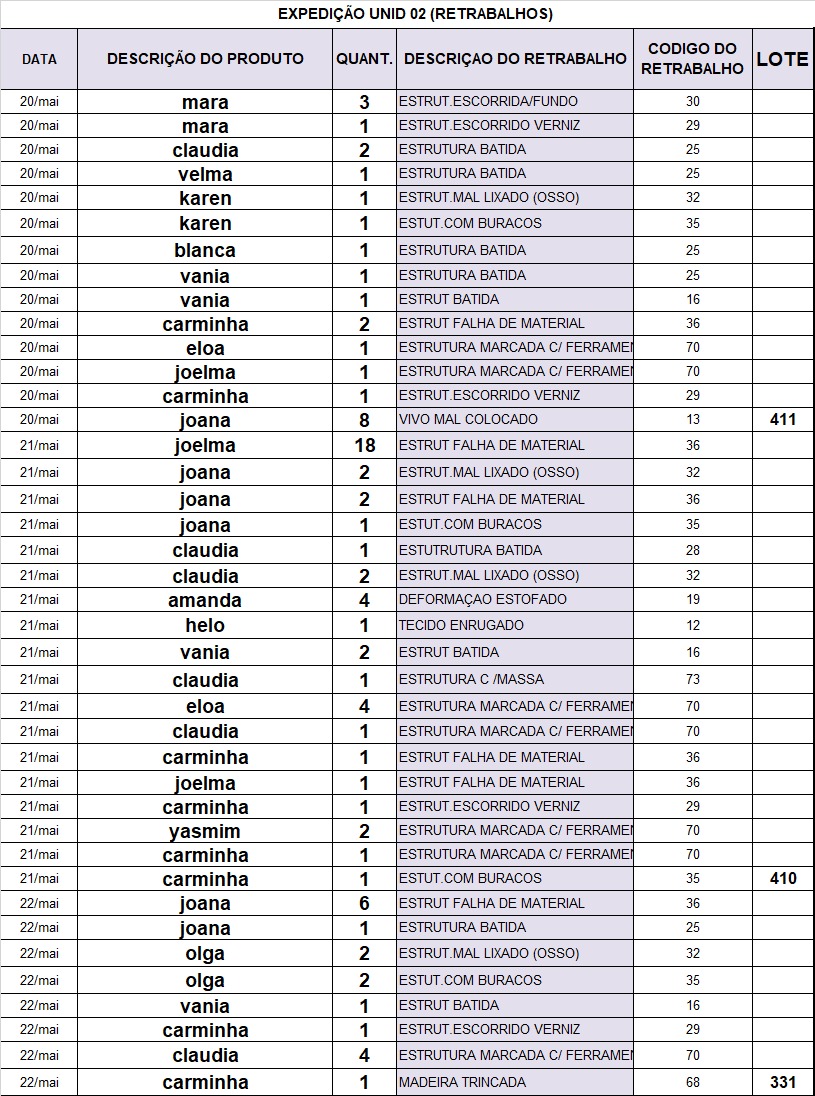 EXPEDIÇÃO UNID 02 (RETRABALHOS)
DATA DESCRIÇÃO DO PRODUTO QUANT. DESCRIÇAO DO RETRABALHO CODIGO DO RETRABALHO LOTE
20/mai mara 3 ESTRUT.ESCORRIDA/FUNDO 30
20/mai mara 1 ESTRUT.ESCORRIDO VERNIZ 29
20/mai claudia 2 ESTRUTURA BATIDA 25
20/mai velma 1 ESTRUTURA BATIDA 25
20/mai karen 1 ESTRUT.MAL LIXADO (OSSO) 32
20/mai karen 1 ESTUT.COM BURACOS 35
20/mai blanca 1 ESTRUTURA BATIDA 25
20/mai vania 1 ESTRUTURA BATIDA 25
20/mai vania 1 ESTRUT BATIDA 16
20/mai carminha 2 ESTRUT FALHA DE MATERIAL 36
20/mai eloa 1 ESTRUTURA MARCADA C/ FERRAMEN 70
20/mai joelma 1 ESTRUTURA MARCADA C/ FERRAMEN 70
20/mai carminha 1 ESTRUT.ESCORRIDO VERNIZ 29
20/mai joana 8 VIVO MAL COLOCADO 13 411
21/mai joelma 18 ESTRUT FALHA DE MATERIAL 36
21/mai joana 2 ESTRUT.MAL LIXADO (OSSO) 32
21/mai joana 2 ESTRUT FALHA DE MATERIAL 36
21/mai joana 1 ESTUT.COM BURACOS 35
21/mai claudia 1 ESTUTRUTURA BATIDA 28
21/mai claudia 2 ESTRUT.MAL LIXADO (OSSO) 32
21/mai amanda 4 DEFORMAÇAO ESTOFADO 19
21/mai helo 1 TECIDO ENRUGADO 12
21/mai vania 2 ESTRUT BATIDA 16
21/mai claudia 1 ESTRUTURA C /MASSA 73
21/mai eloa 4 ESTRUTURA MARCADA C/ FERRAMEN 70
21/mai claudia 1 ESTRUTURA MARCADA C/ FERRAMEN 70
21/mai carminha 1 ESTRUT FALHA DE MATERIAL 36
21/mai joelma 1 ESTRUT FALHA DE MATERIAL 36
21/mai carminha 1 ESTRUT.ESCORRIDO VERNIZ 29
21/mai yasmim 2 ESTRUTURA MARCADA C/ FERRAMEN 70
21/mai carminha 1 ESTRUTURA MARCADA C/ FERRAMEN 70
21/mai carminha 1 ESTUT.COM BURACOS 35 410
22/mai joana 6 ESTRUT FALHA DE MATERIAL 36
22/mai joana 1 ESTRUTURA BATIDA 25
22/mai olga 2 ESTRUT.MAL LIXADO (OSSO) 32
22/mai olga 2 ESTUT.COM BURACOS 35
22/mai vania 1 ESTRUT BATIDA 16
22/mai carminha 1 ESTRUT.ESCORRIDO VERNIZ 29
22/mai claudia 4 ESTRUTURA MARCADA C/ FERRAMEN 70
22/mai carminha 1 MADEIRA TRINCADA 68 331